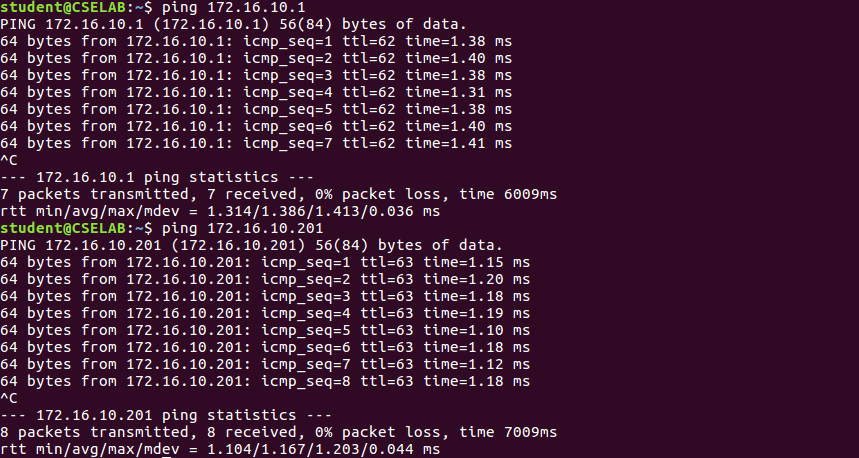 student@CSELAB:~$ ping 172.16.10.1
PING 172.16.10.1 (172.16.10.1) 56(84) bytes of data.
64 bytes from 172.16.10.1: icmp_seq=1 ttl=62 time=1.38 ms
64 bytes from 172.16.10.1: icmp_seq=2 ttl=62 time=1.40 ms
64 bytes from 172.16.10.1: icmp_seq=3 ttl=62 time=1.38 ms
64 bytes from 172.16.10.1: icmp_seq=4 ttl=62 time=1.31 ms
64 bytes from 172.16.10.1: icmp_seq=5 ttl=62 time=1.38 ms
64 bytes from 172.16.10.1: icmp_seq=6 ttl=62 time=1.40 ms
64 bytes from 172.16.10.1: icmp_seq=7 ttl=62 time=1.41 ms
^C
--- 172.16.10.1 ping statistics ---
7 packets transmitted, 7 received, 0% packet loss, time 6009ms
rtt min/avg/max/mdev = 1.314/1.386/1.413/0.036 ms
student@CSELAB:~$ ping 172.16.10.201
PING 172.16.10.201 (172.16.10.201) 56(84) bytes of data.
64 bytes from 172.16.10.201: icmp_seq=1 ttl=63 time=1.15 ms
64 bytes from 172.16.10.201: icmp_seq=2 ttl=63 time=1.20 ms
64 bytes from 172.16.10.201: icmp_seq=3 ttl=63 time=1.18 ms
64 bytes from 172.16.10.201: icmp_seq=4 ttl=63 time=1.19 ms
64 bytes from 172.16.10.201: icmp_seq=5 ttl=63 time=1.10 ms
64 bytes from 172.16.10.201: icmp_seq=6 ttl=63 time=1.18 ms
64 bytes from 172.16.10.201: icmp_seq=7 ttl=63 time=1.12 ms
64 bytes from 172.16.10.201: icmp_seq=8 ttl=63 time=1.18 ms
^C
--- 172.16.10.201 ping statistics ---
8 packets transmitted, 8 received, 0% packet loss, time 7009ms
rtt min/avg/max/mdev = 1.104/1.167/1.203/0.044 ms